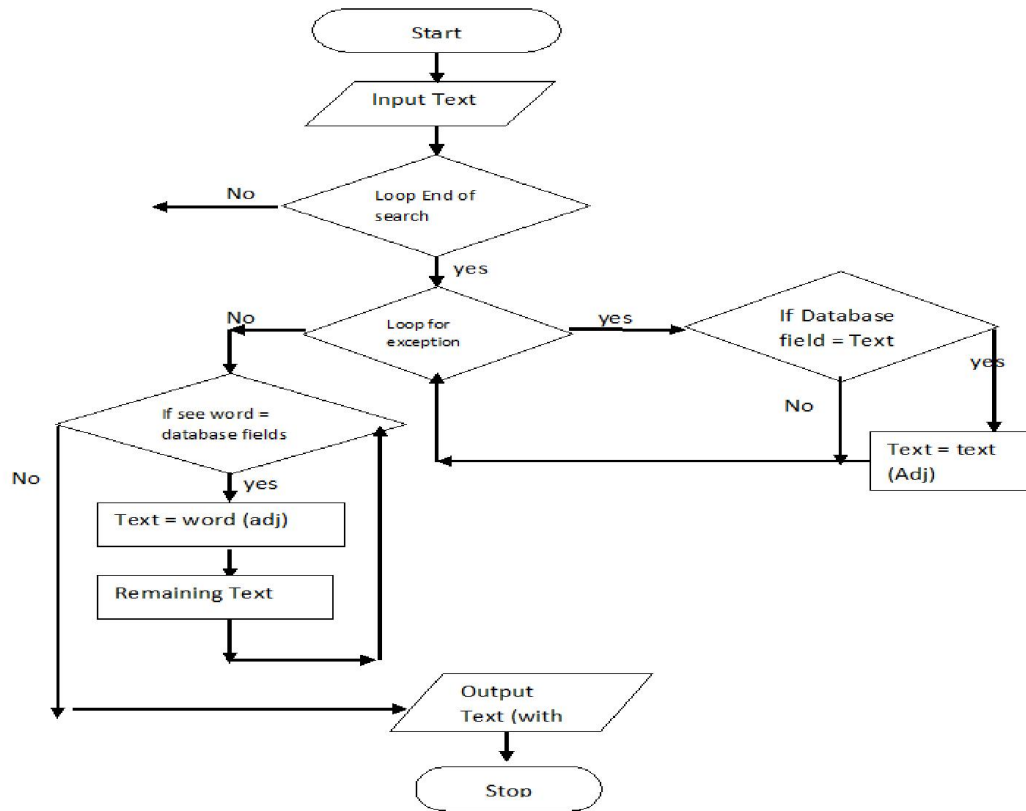 Start
Input Text
No
Loop End of
search
yes
No
Loop for
exception
yes
If Database
field = Text
yes
No
Text = text
(Adj)
If see word =
database fields
No
yes
Text = word (adj)
Remaining Text
Output
Text (with
Stop